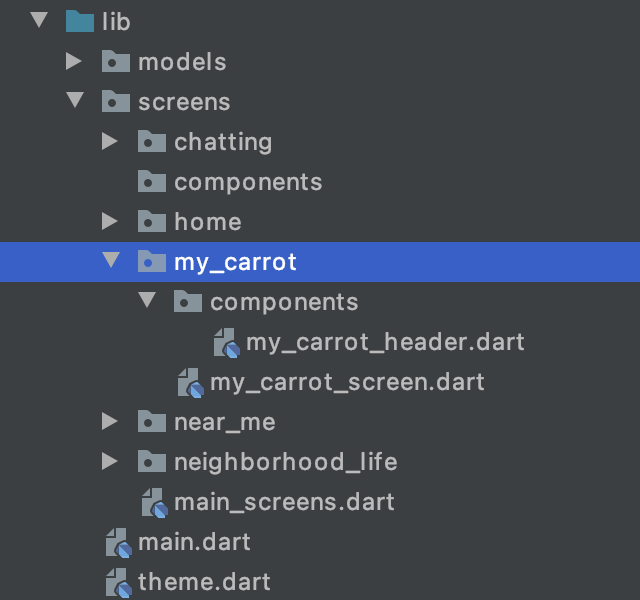 lib
models
screens
chatting
components
home
my_carrot
components
my_carrot_header.dart
my_carrot_screen.dart
near_me
neighborhood_life
main_screens.dart
main.dart
theme.dart